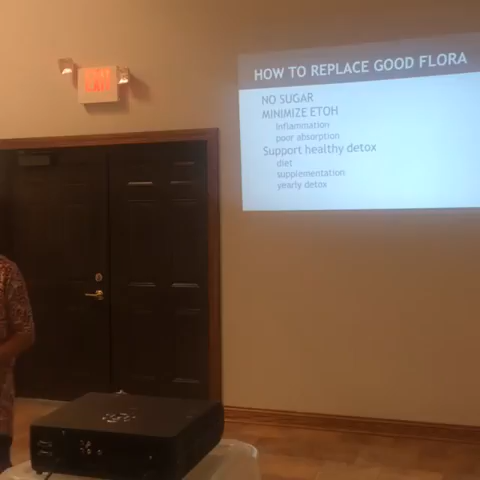 EXIT
HOW TO REPLACE GOOD FLORA
NO SUGAR
MINIMIZE ETOH
Inflammation
poor absorption
Support healthy detox
diet
supplementation
yearly detox